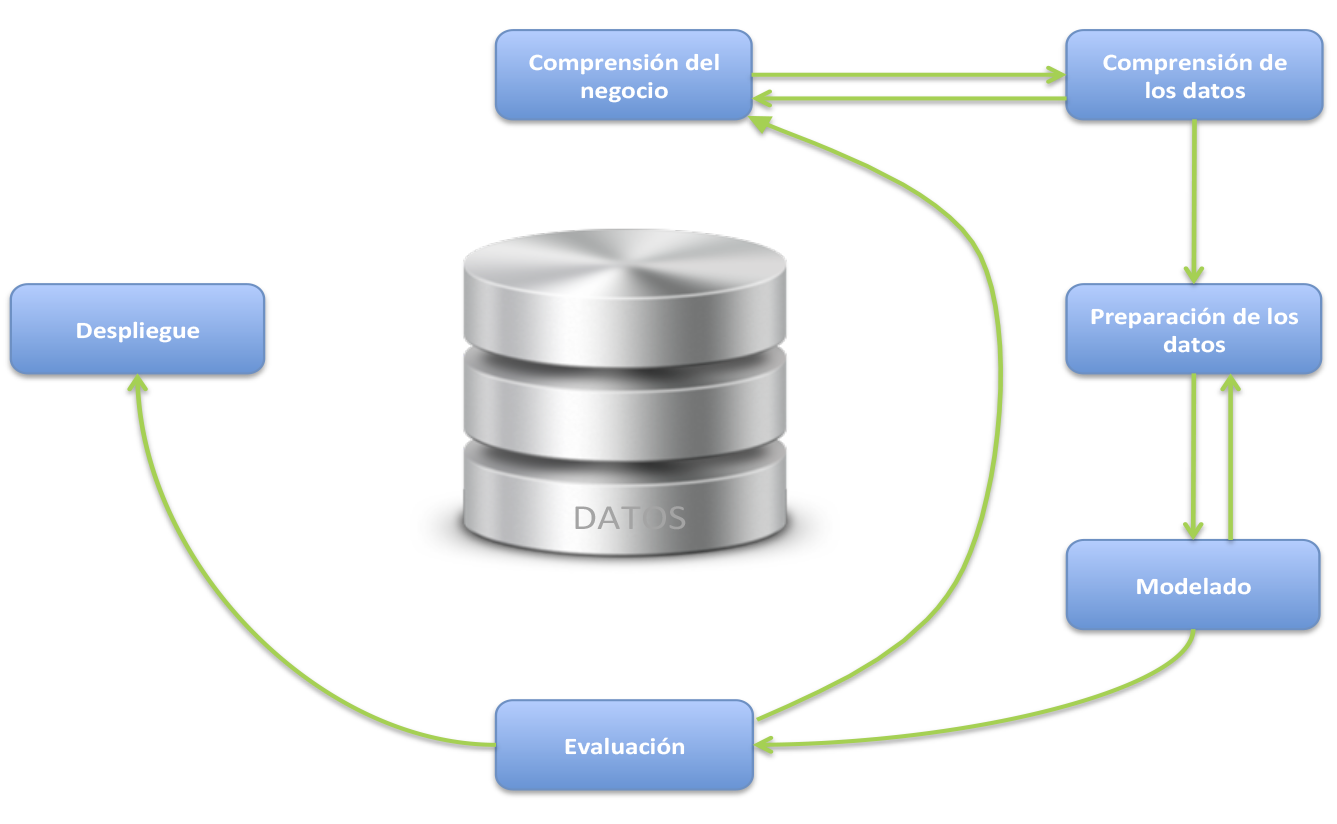 Comprensión del
negocio
Comprensión de
los datos
Despliegue
Preparación de los
datos
DATOS
Modelado
Evaluación